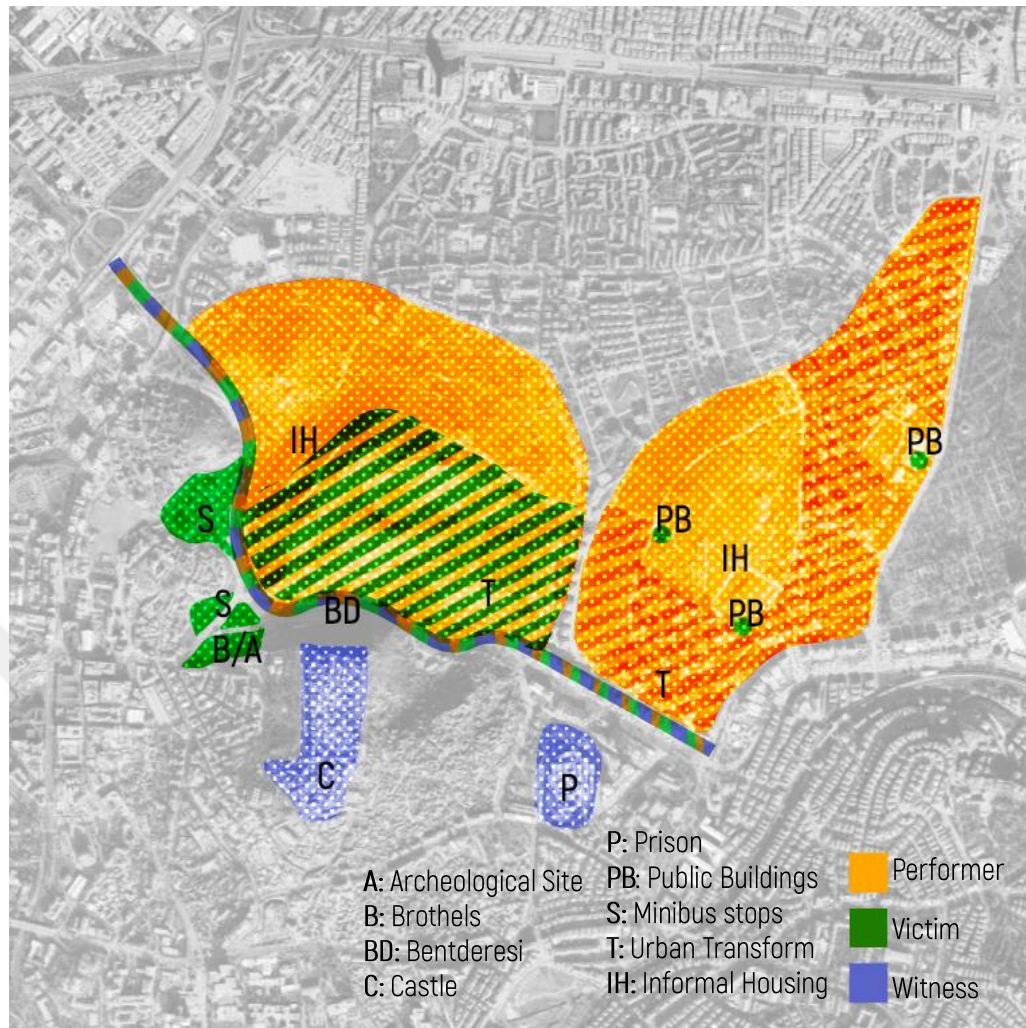 PB
IH
S
PB
IH
T
S
BD
PB
B/A
T
C
P
A: Archeological Site
B: Brothels
BD: Bentderesi
C: Castle
P: Prison
PB: Public Buildings
S: Minibus stops
T: Urban Transform
IH: Informal Housing
Performer
Victim
Witness